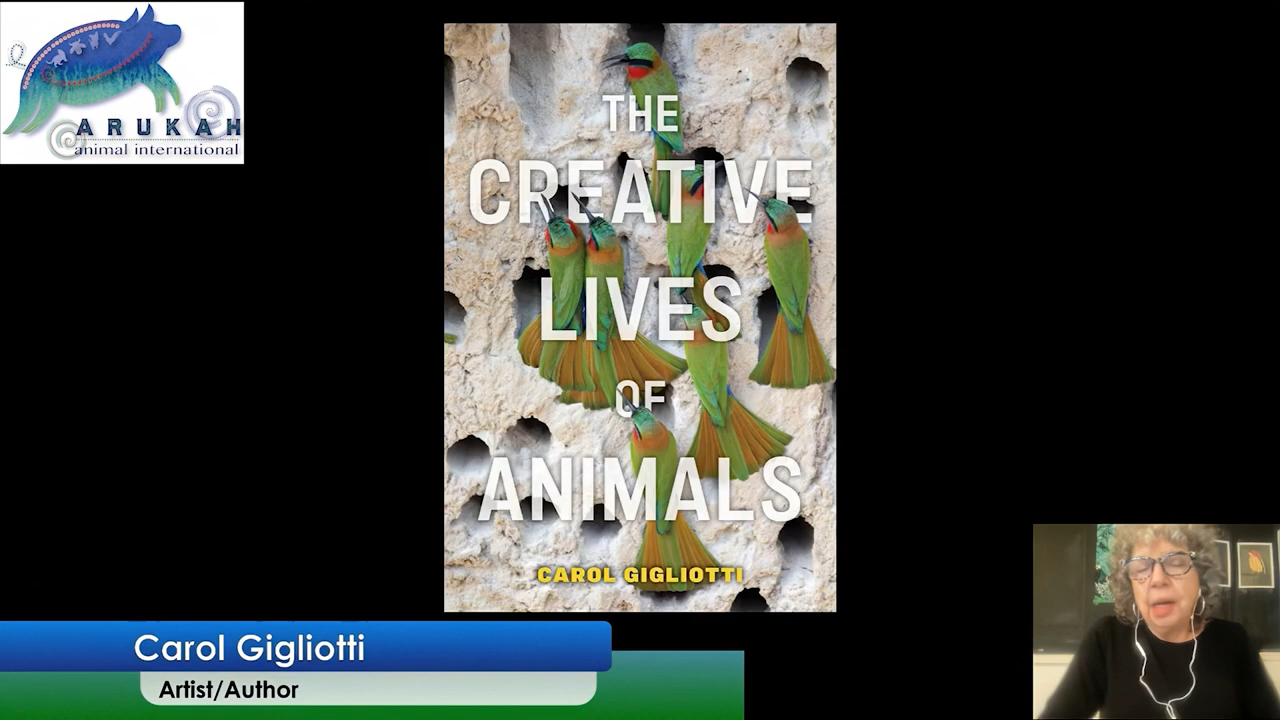 ARUKAH
animal international
THE
CREATIVE
LIVES
OF
ANIMALS
CAROL GIGLIOTTI
Carol Gigliotti
Artist/Author